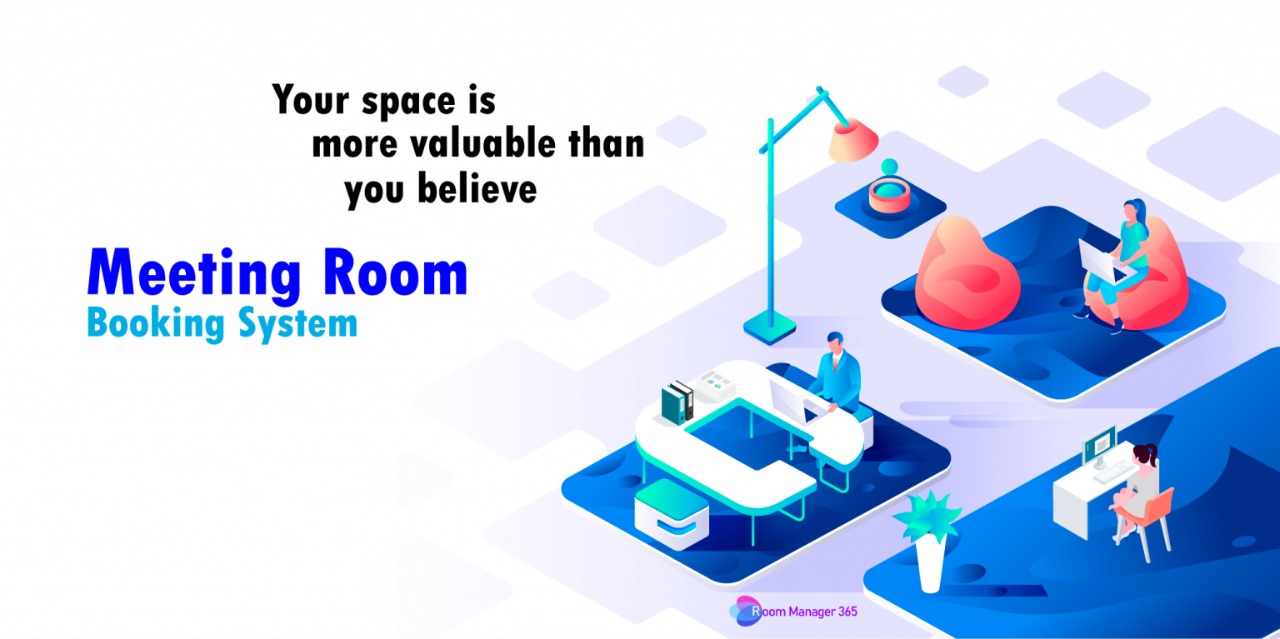 Your space is
more valuable than
you believe
Meeting Room
Booking System
Room Manager 365